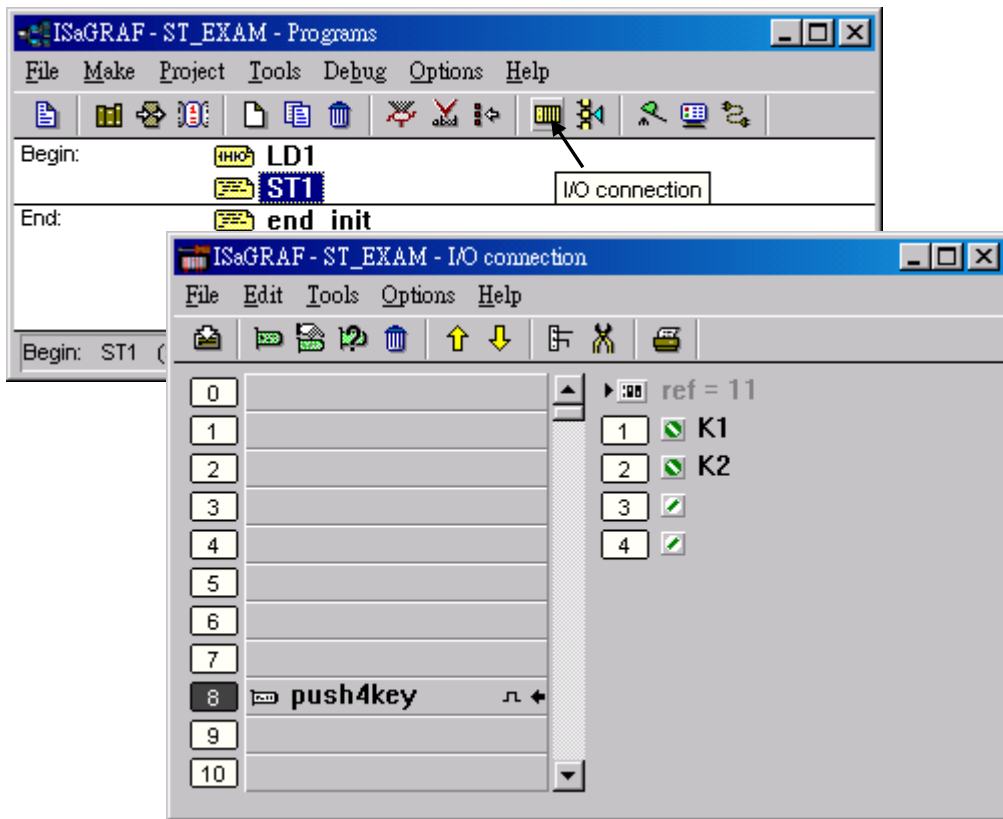 ISaGRAF - ST_EXAM - Programs
File Make Project Tools Debug Options Help
Begin: LD1
ST1
I/O connection
End: end_init
Begin: ST1 (
ISaGRAF - ST_EXAM - I/O connection
File Edit Tools Options Help
0
1
2
3
4
5
6
7
8 push4key
9
10
ref = 11
1 K1
2 K2
3
4